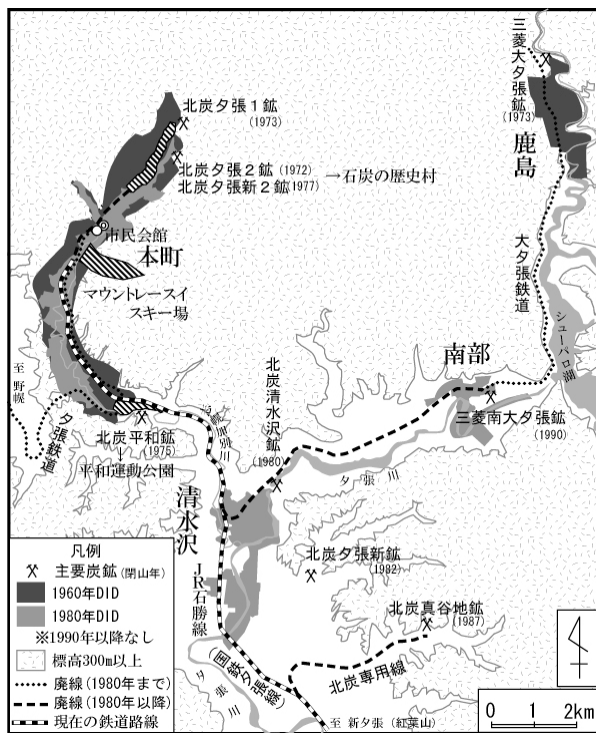 三菱大夕張鉱
(1973)
鹿島
北炭夕張1鉱
(1973)
北炭夕張2鉱(1972)
北炭夕張新2鉱(1977)
→石炭の歴史村
市民会館
本町
マウントレースイ
スキー場
大夕張鉄道
シューパロ湖
南部
三菱南大夕張鉱
(1990)
北炭清水沢鉱
(1980)
至野幌
夕張鉄道
北炭平和鉱
(1975)
↓
平和運動公園
夕張川
清水沢
JR石勝線
(国鉄夕張線)
北炭夕張新鉱
(1982)
北炭真谷地鉱
(1987)
北炭専用線
夕張川
至 新夕張(紅葉山)
凡例
主要炭鉱(閉山年)
1960年DID
1980年DID
※1990年以降なし
標高300m以上
廃線(1980年まで)
廃線(1980年以降)
現在の鉄道路線
0 1 2km